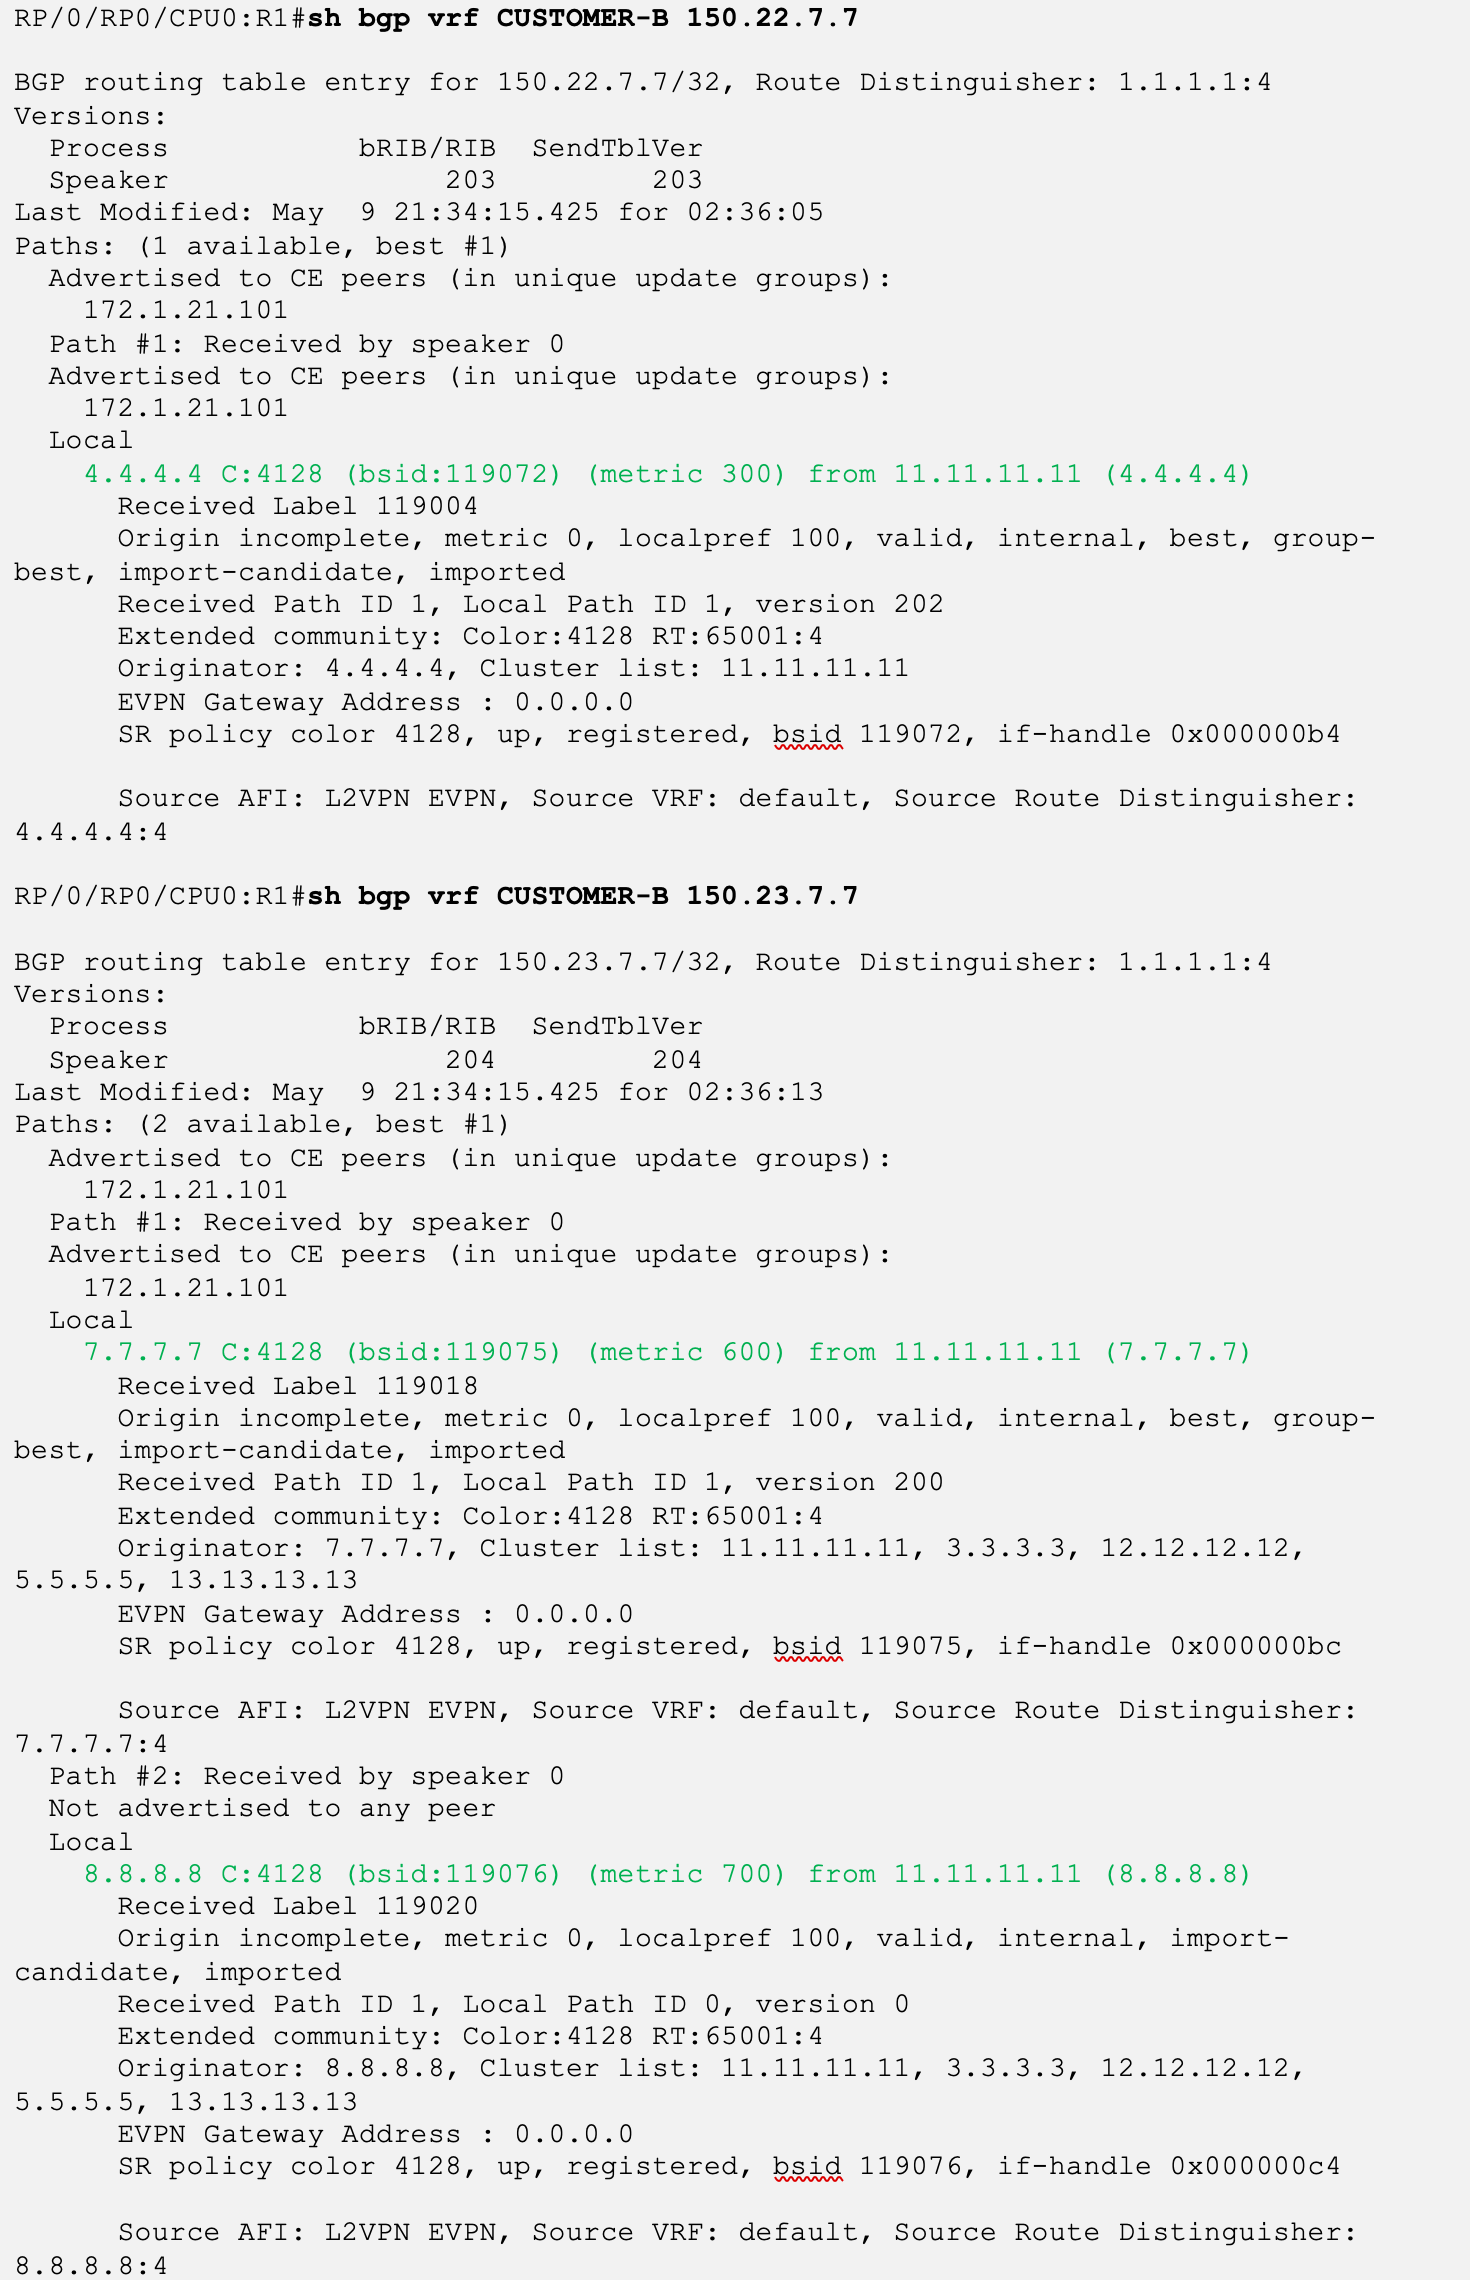 RP/0/RP0/CPU0:R1#sh bgp vrf CUSTOMER-B 150.22.7.7
BGP routing table entry for 150.22.7.7/32, Route Distinguisher: 1.1.1.1:4
Versions:
  Process           bRIB/RIB  SendTblVer
  Speaker                203         203
Last Modified: May  9 21:34:15.425 for 02:36:05
Paths: (1 available, best #1)
  Advertised to CE peers (in unique update groups):
    172.1.21.101
  Path #1: Received by speaker 0
  Advertised to CE peers (in unique update groups):
    172.1.21.101
  Local
    4.4.4.4 C:4128 (bsid:119072) (metric 300) from 11.11.11.11 (4.4.4.4)
      Received Label 119004
      Origin incomplete, metric 0, localpref 100, valid, internal, best, group-
best, import-candidate, imported
      Received Path ID 1, Local Path ID 1, version 202
      Extended community: Color:4128 RT:65001:4
      Originator: 4.4.4.4, Cluster list: 11.11.11.11
      EVPN Gateway Address : 0.0.0.0
      SR policy color 4128, up, registered, bsid 119072, if-handle 0x000000b4
      Source AFI: L2VPN EVPN, Source VRF: default, Source Route Distinguisher:
4.4.4.4:4
RP/0/RP0/CPU0:R1#sh bgp vrf CUSTOMER-B 150.23.7.7
BGP routing table entry for 150.23.7.7/32, Route Distinguisher: 1.1.1.1:4
Versions:
  Process           bRIB/RIB  SendTblVer
  Speaker                204         204
Last Modified: May  9 21:34:15.425 for 02:36:13
Paths: (2 available, best #1)
  Advertised to CE peers (in unique update groups):
    172.1.21.101
  Path #1: Received by speaker 0
  Advertised to CE peers (in unique update groups):
    172.1.21.101
  Local
    7.7.7.7 C:4128 (bsid:119075) (metric 600) from 11.11.11.11 (7.7.7.7)
      Received Label 119018
      Origin incomplete, metric 0, localpref 100, valid, internal, best, group-
best, import-candidate, imported
      Received Path ID 1, Local Path ID 1, version 200
      Extended community: Color:4128 RT:65001:4
      Originator: 7.7.7.7, Cluster list: 11.11.11.11, 3.3.3.3, 12.12.12.12,
5.5.5.5, 13.13.13.13
      EVPN Gateway Address : 0.0.0.0
      SR policy color 4128, up, registered, bsid 119075, if-handle 0x000000bc
      Source AFI: L2VPN EVPN, Source VRF: default, Source Route Distinguisher:
7.7.7.7:4
  Path #2: Received by speaker 0
  Not advertised to any peer
  Local
    8.8.8.8 C:4128 (bsid:119076) (metric 700) from 11.11.11.11 (8.8.8.8)
      Received Label 119020
      Origin incomplete, metric 0, localpref 100, valid, internal, import-
candidate, imported
      Received Path ID 1, Local Path ID 0, version 0
      Extended community: Color:4128 RT:65001:4
      Originator: 8.8.8.8, Cluster list: 11.11.11.11, 3.3.3.3, 12.12.12.12,
5.5.5.5, 13.13.13.13
      EVPN Gateway Address : 0.0.0.0
      SR policy color 4128, up, registered, bsid 119076, if-handle 0x000000c4
      Source AFI: L2VPN EVPN, Source VRF: default, Source Route Distinguisher:
8.8.8.8:4